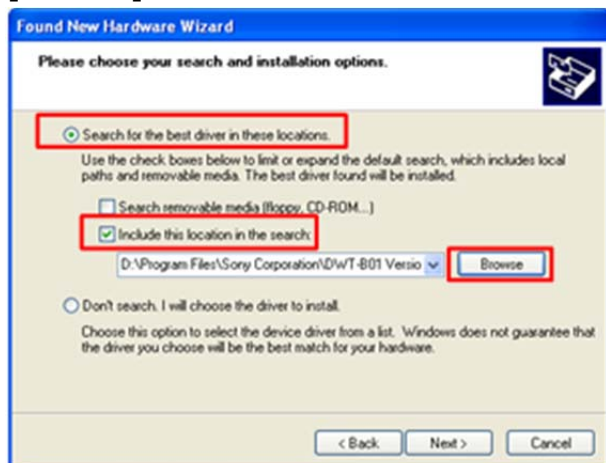 Found New Hardware Wizard
Please choose your search and installation options.
Search for the best driver in these locations.
Use the check boxes below to limit or expand the default search, which includes local
paths and removable media. The best driver found will be installed.
Search removable media (floppy, CD-ROM...)
Include this location in the search:
D:\Program Files\Sony Corporation\DWT-B01 Versio
Browse
Don't search. I will choose the driver to install.
Choose this option to select the device driver from a list. Windows does not guarantee that
the driver you choose will be the best match for your hardware.
< Back
Next >
Cancel